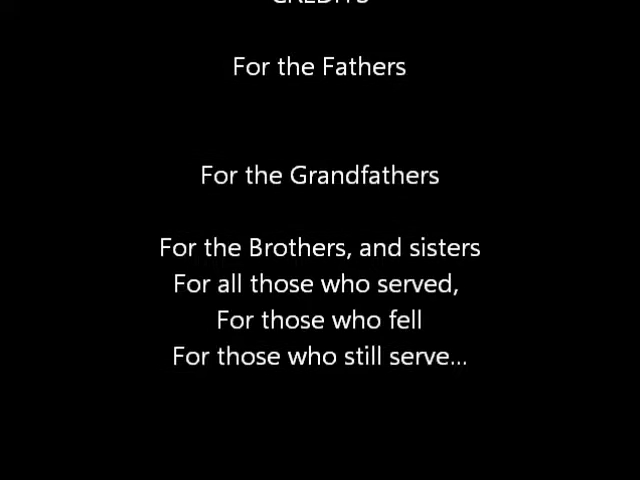 CREDITS
For the Fathers
For the Grandfathers
For the Brothers, and sisters
For all those who served,
For those who fell
For those who still serve...